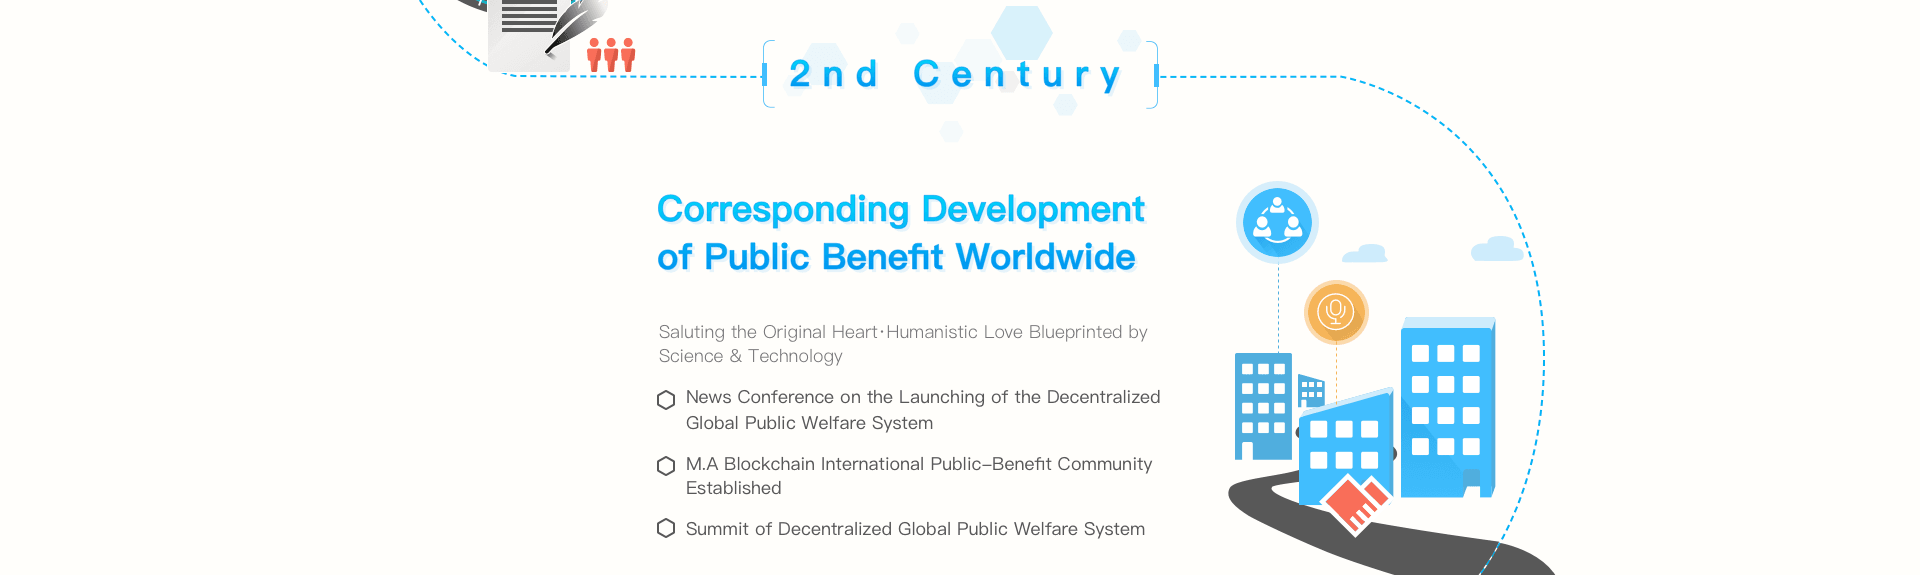 2nd Century
Corresponding Development
of Public Benefit Worldwide
Saluting the Original Heart·Humanistic Love Blueprinted by
Science & Technology
News Conference on the Launching of the Decentralized
Global Public Welfare System
M.A Blockchain International Public–Benefit Community
Established
Summit of Decentralized Global Public Welfare System